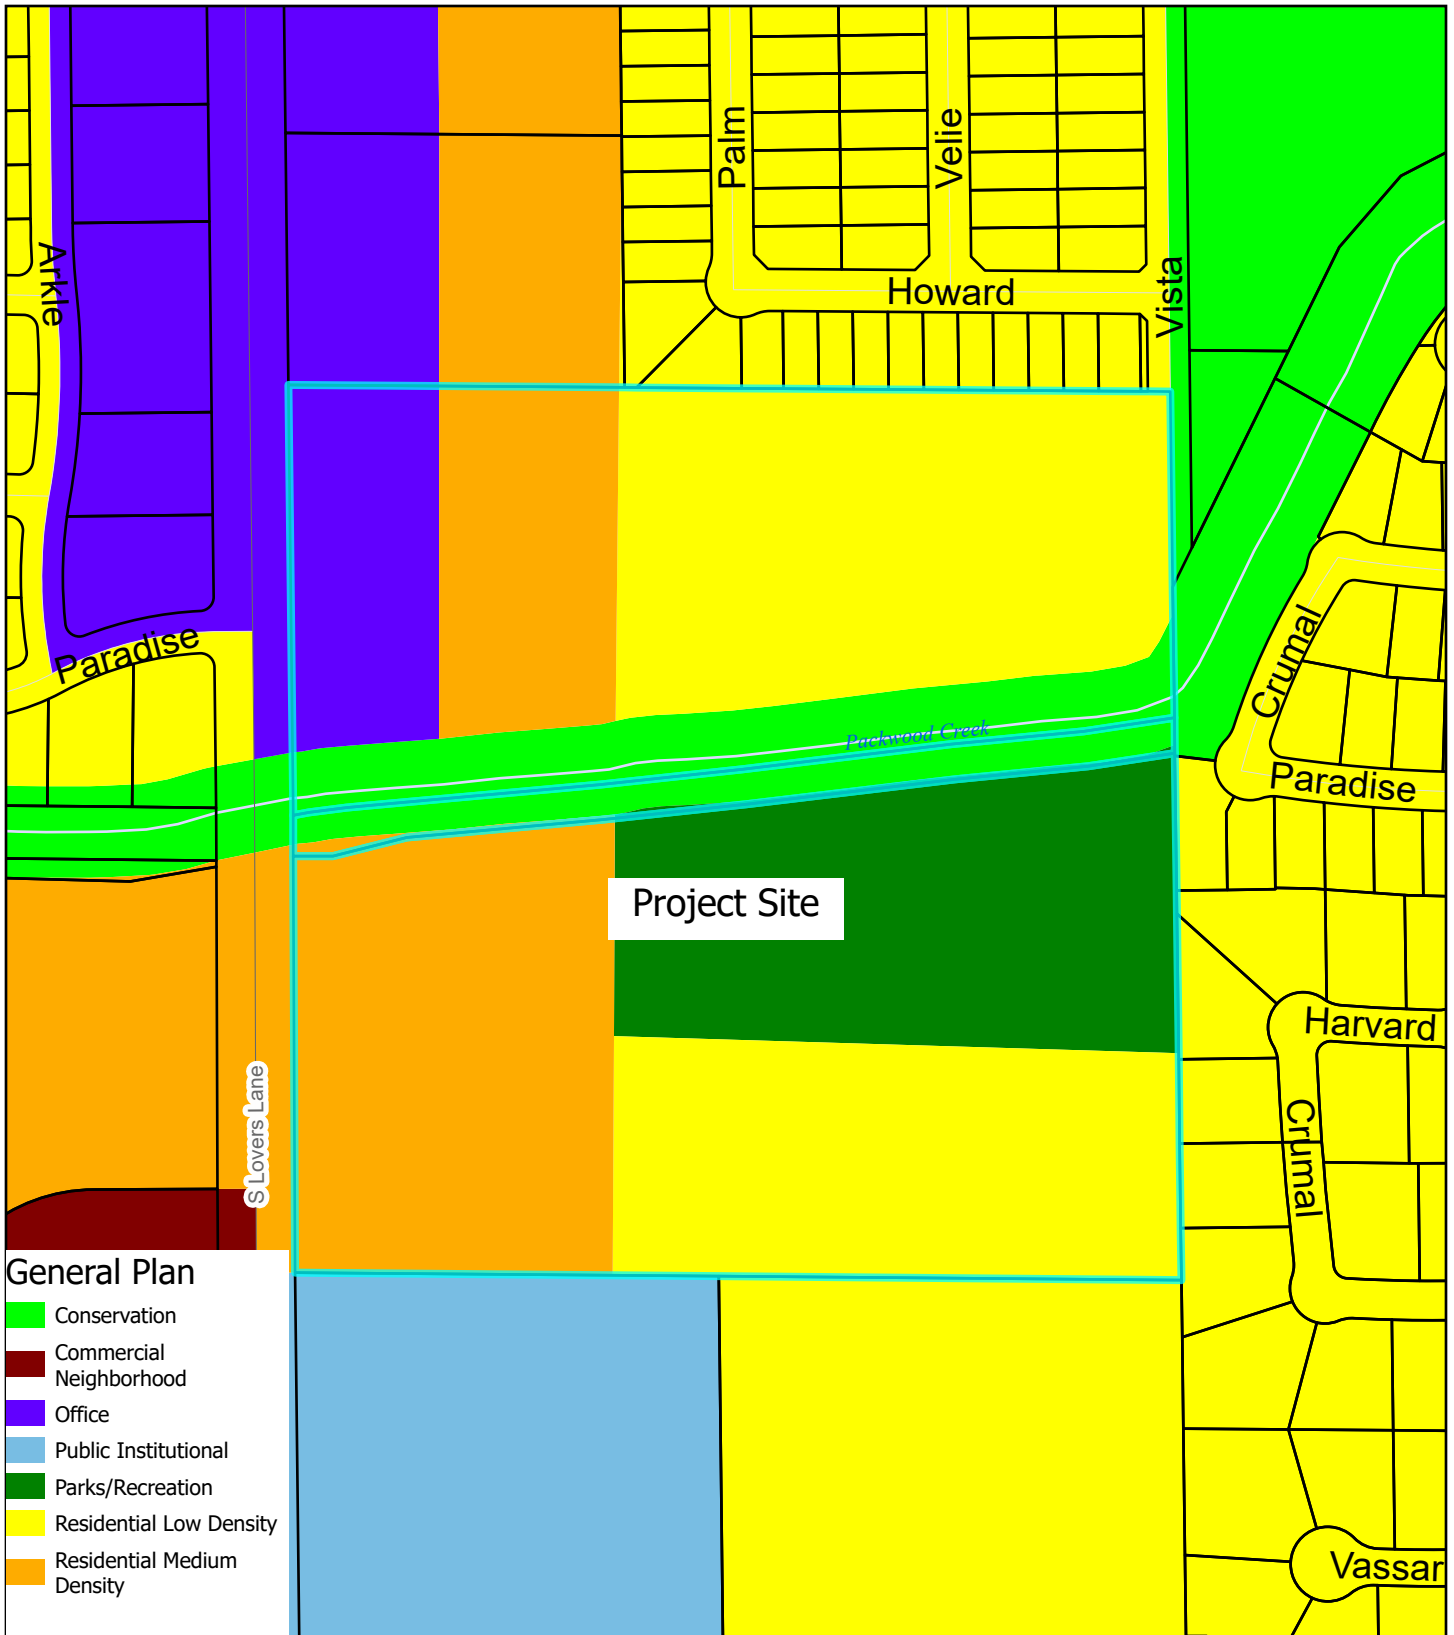 Palm
Velie
Arkle
Vista
Howard
Paradise
Crumal
Packwood Creek
Paradise
Project Site
Harvard
S Lovers Lane
Crumal
General Plan
Conservation
Commercial
Neighborhood
Office
Public Institutional
Parks/Recreation
Residential Low Density
Residential Medium
Density
Vassar